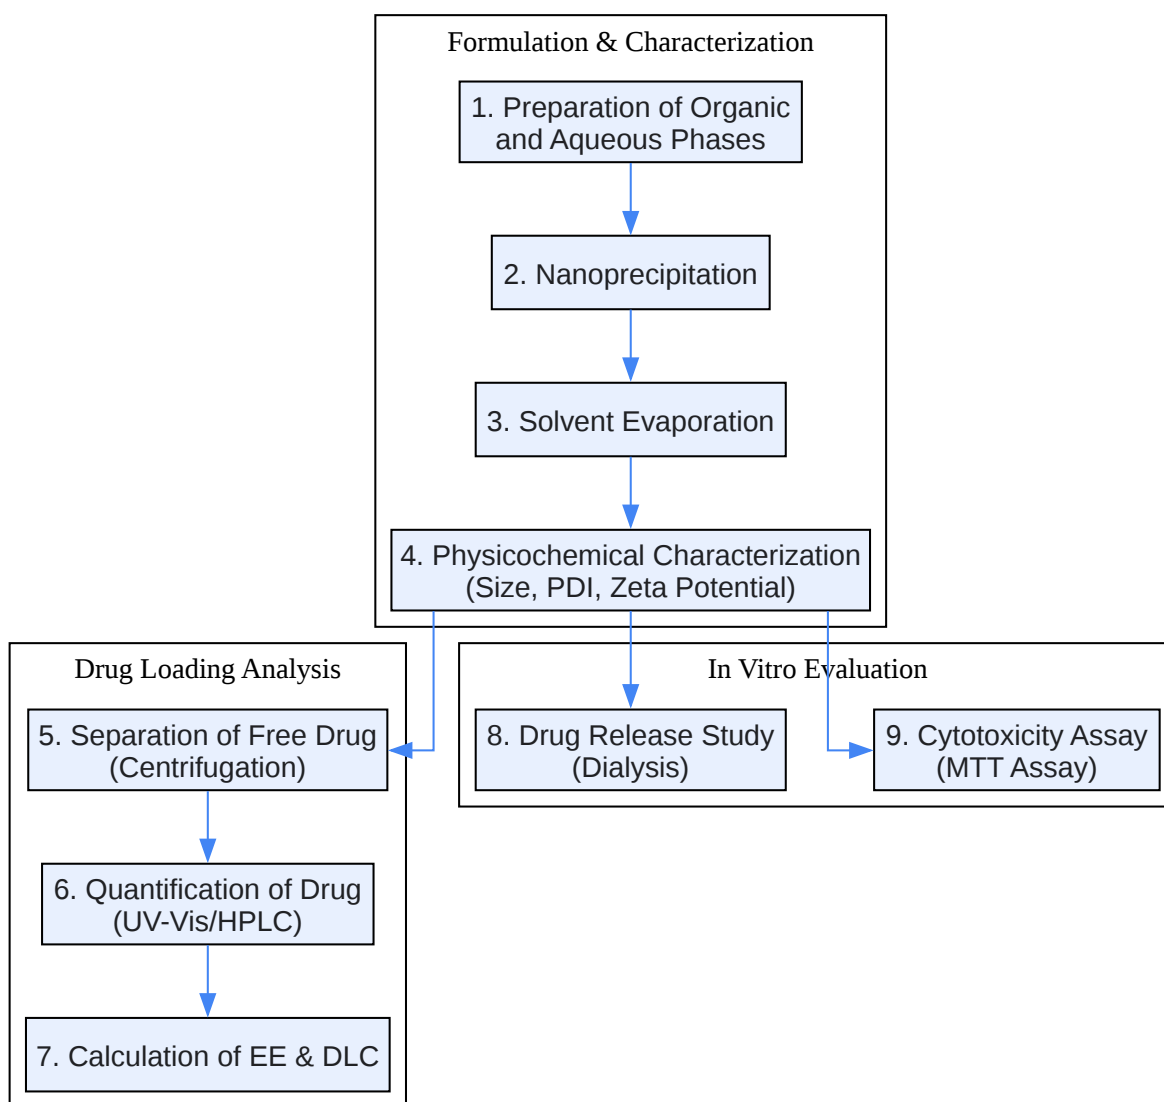 Formulation & Characterization
1. Preparation of Organic
and Aqueous Phases
2. Nanoprecipitation
3. Solvent Evaporation
4. Physicochemical Characterization
(Size, PDI, Zeta Potential)
Drug Loading Analysis
5. Separation of Free Drug
(Centrifugation)
6. Quantification of Drug
(UV-Vis/HPLC)
7. Calculation of EE & DLC
In Vitro Evaluation
8. Drug Release Study
(Dialysis)
9. Cytotoxicity Assay
(MTT Assay)